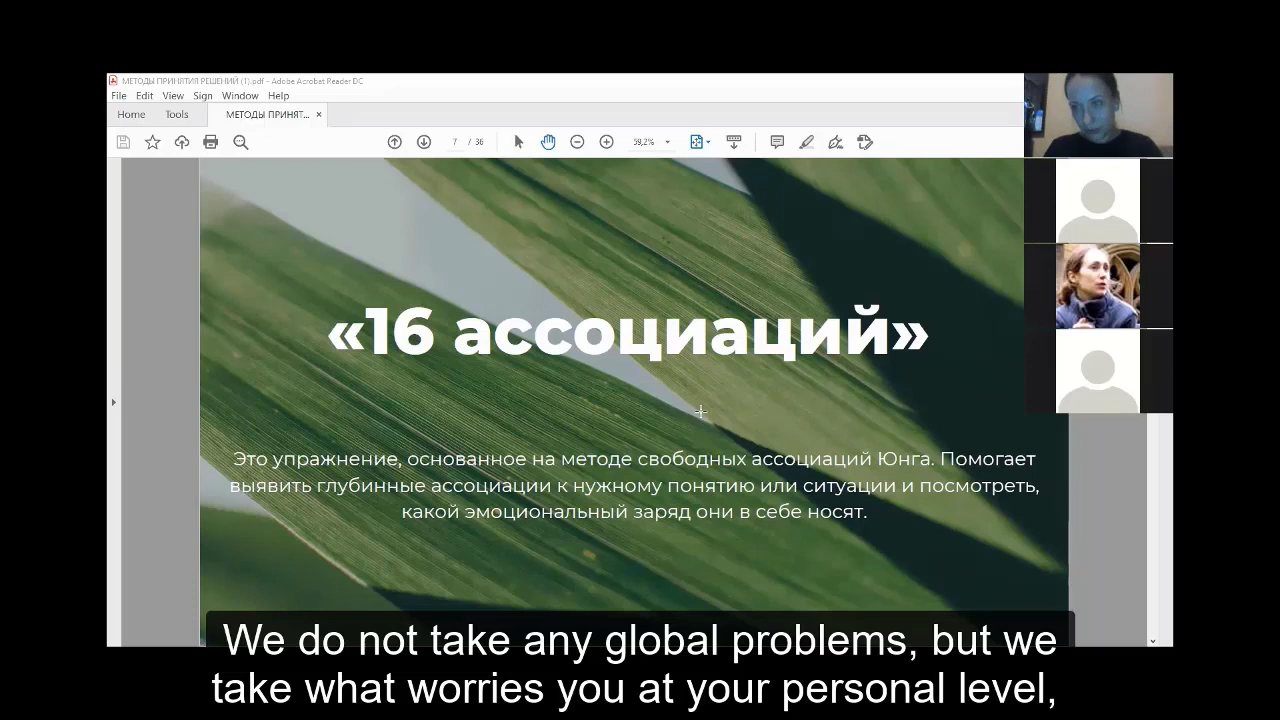 МЕТОДЫ ПРИНЯТИЯ РЕШЕНИЙ (1).pdf - Adobe Acrobat Reader DC
File Edit View Sign Window Help
Home Tools МЕТОДЫ ПРИНЯТ... ×
7 / 36 59,2%
«16 ассоциаций»
Это упражнение, основанное на методе свободных ассоциаций Юнга. Помогает
выявить глубинные ассоциации к нужному понятию или ситуации и посмотреть,
какой эмоциональный заряд они в себе носят.
We do not take any global problems, but we
take what worries you at your personal level,